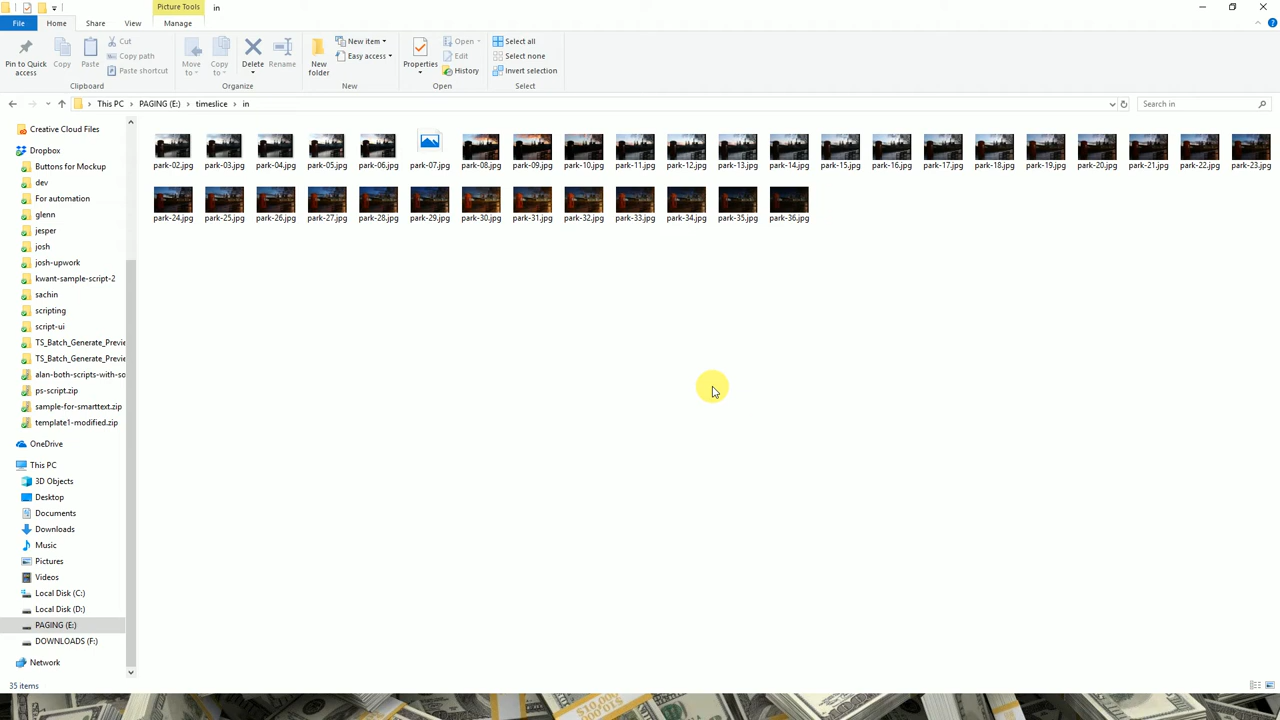 Picture Tools
in
File
Home
Share
View
Manage
Pin to Quick access
Copy
Paste
Cut
Copy path
Paste shortcut
Clipboard
Move to
Copy to
Delete
Rename
Organize
New folder
New item
Easy access
New
Properties
Open
Edit
History
Open
Select all
Select none
Invert selection
Select
This PC > PAGING (E:) > timeslice > in
Search in
Creative Cloud Files
Dropbox
Buttons for Mockup
dev
For automation
glenn
jesper
josh
josh-upwork
kwant-sample-script-2
sachin
scripting
script-ui
TS_Batch_Generate_Previe
TS_Batch_Generate_Previe
alan-both-scripts-with-so
ps-script.zip
sample-for-smarttext.zip
template1-modified.zip
OneDrive
This PC
3D Objects
Desktop
Documents
Downloads
Music
Pictures
Videos
Local Disk (C:)
Local Disk (D:)
PAGING (E:)
DOWNLOADS (F:)
Network
park-02.jpg park-03.jpg park-04.jpg park-05.jpg park-06.jpg park-07.jpg park-08.jpg park-09.jpg park-10.jpg park-11.jpg park-12.jpg park-13.jpg park-14.jpg park-15.jpg park-16.jpg park-17.jpg park-18.jpg park-19.jpg park-20.jpg park-21.jpg park-22.jpg park-23.jpg
park-24.jpg park-25.jpg park-26.jpg park-27.jpg park-28.jpg park-29.jpg park-30.jpg park-31.jpg park-32.jpg park-33.jpg park-34.jpg park-35.jpg park-36.jpg
35 items